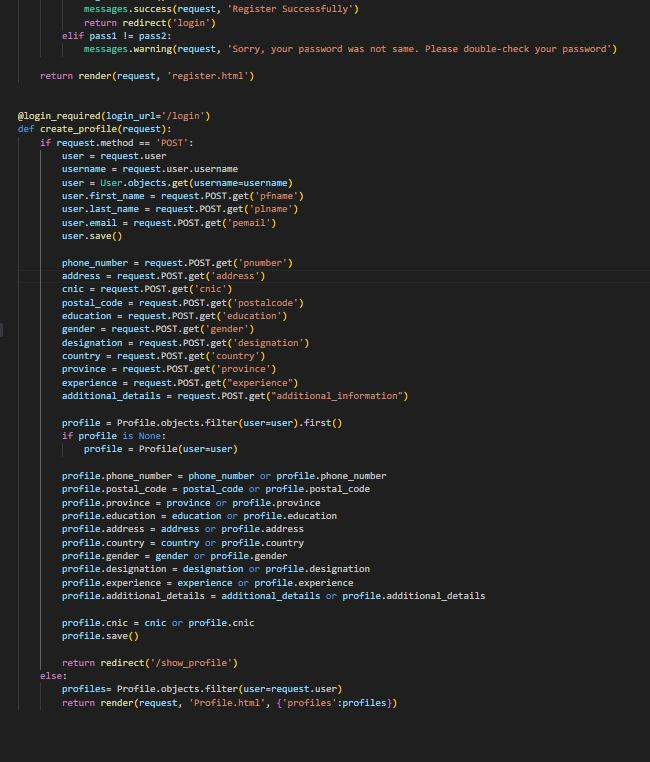 messages.success(request, 'Register Successfully')
return redirect('login')
elif pass1 != pass2:
messages.warning(request, 'Sorry, your password was not same. Please double-check your password')
return render(request, 'register.html')
@login_required(login_url='/login')
def create_profile(request):
if request.method == 'POST':
user = request.user
username = request.user.username
user = User.objects.get(username=username)
user.first_name = request.POST.get('pfname')
user.last_name = request.POST.get('plname')
user.email = request.POST.get('pemail')
user.save()
phone_number = request.POST.get('pnumber')
address = request.POST.get('address')
cnic = request.POST.get('cnic')
postal_code = request.POST.get('postalcode')
education = request.POST.get('education')
gender = request.POST.get('gender')
designation = request.POST.get('designation')
country = request.POST.get('country')
province = request.POST.get('province')
experience = request.POST.get("experience")
additional_details = request.POST.get("additional_information")
profile = Profile.objects.filter(user=user).first()
if profile is None:
profile = Profile(user=user)
profile.phone_number = phone_number or profile.phone_number
profile.postal_code = postal_code or profile.postal_code
profile.province = province or profile.province
profile.education = education or profile.education
profile.address = address or profile.address
profile.country = country or profile.country
profile.gender = gender or profile.gender
profile.designation = designation or profile.designation
profile.experience = experience or profile.experience
profile.additional_details = additional_details or profile.additional_details
profile.cnic = cnic or profile.cnic
profile.save()
return redirect('/show_profile')
else:
profiles= Profile.objects.filter(user=request.user)
return render(request, 'Profile.html', {'profiles':profiles})